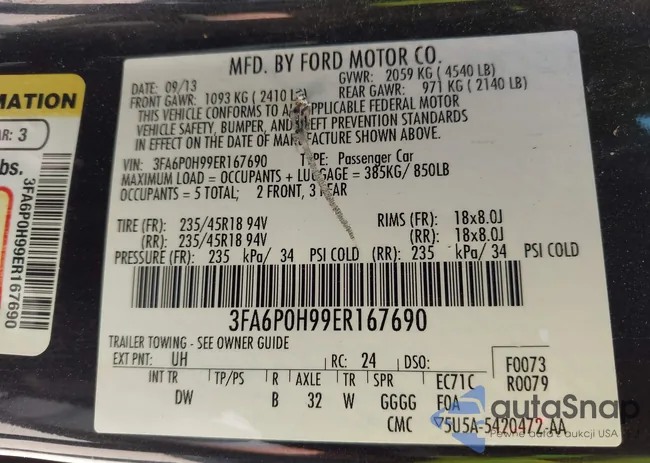 MFD. BY FORD MOTOR CO.
DATE: 09/13 GVWR: 2059 KG (4540 LB)
FRONT GAWR: 1093 KG (2410 LB) REAR GAWR: 971 KG (2140 LB)
THIS VEHICLE CONFORMS TO ALL APPLICABLE FEDERAL MOTOR
VEHICLE SAFETY, BUMPER, AND THEFT PREVENTION STANDARDS
IN EFFECT ON THE DATE OF MANUFACTURE SHOWN ABOVE.
VIN: 3FA6P0H99ER167690 TYPE: Passenger Car
MAXIMUM LOAD = OCCUPANTS + LUGGAGE = 385KG/ 850LB
OCCUPANTS = 5 TOTAL; 2 FRONT, 3 REAR
TIRE (FR): 235/45R18 94V RIMS (FR): 18x8.0J
(RR): 235/45R18 94V (RR): 18x8.0J
PRESSURE (FR): 235 kPa/ 34 PSI COLD (RR): 235 kPa/ 34 PSI COLD
3FA6P0H99ER167690
TRAILER TOWING - SEE OWNER GUIDE
EXT PNT: UH RC: 24 DSO: F0073
R0079
INT TR TP/PS R AXLE TR SPR EC71C
DW B 32 W GGGG F0A
CMC 5U5A-5420472-AA
MATION
AR: 3
bs.
3FA6P0H99ER167690
autoSnap
Pewne auto z aukcji USA